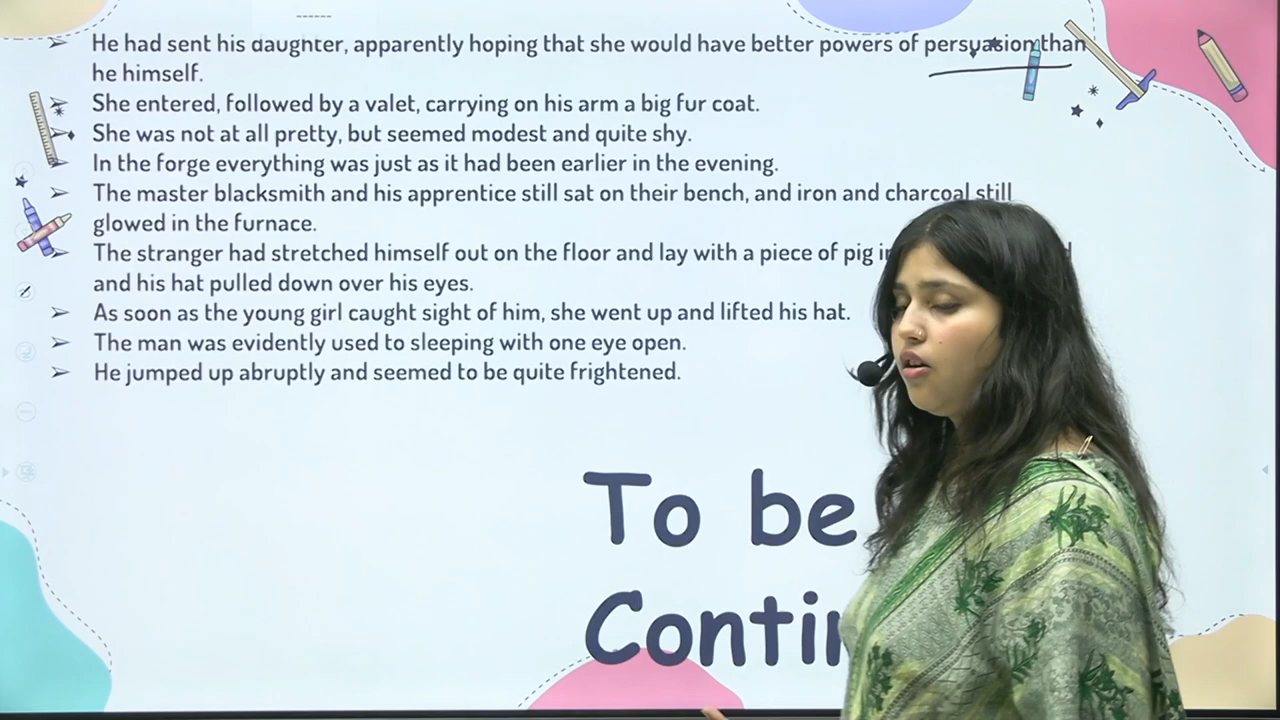 He had sent his daughter, apparently hoping that she would have better powers of persuasion than
he himself.
She entered, followed by a valet, carrying on his arm a big fur coat.
She was not at all pretty, but seemed modest and quite shy.
In the forge everything was just as it had been earlier in the evening.
The master blacksmith and his apprentice still sat on their bench, and iron and charcoal still
glowed in the furnace.
The stranger had stretched himself out on the floor and lay with a piece of pig
and his hat pulled down over his eyes.
As soon as the young girl caught sight of him, she went up and lifted his hat.
The man was evidently used to sleeping with one eye open.
He jumped up abruptly and seemed to be quite frightened.
To be